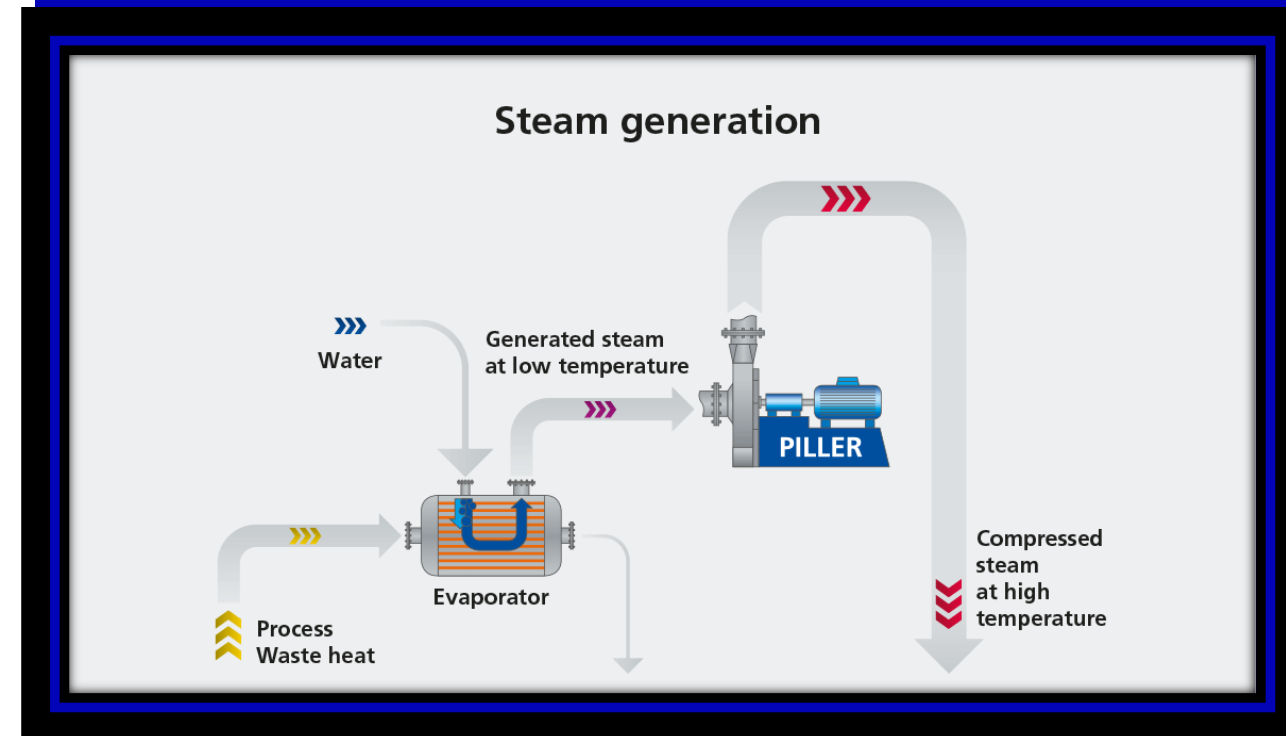 Steam generation
Water
Generated steam
at low temperature
PILLER
Evaporator
Process
Waste heat
Compressed
steam
at high
temperature